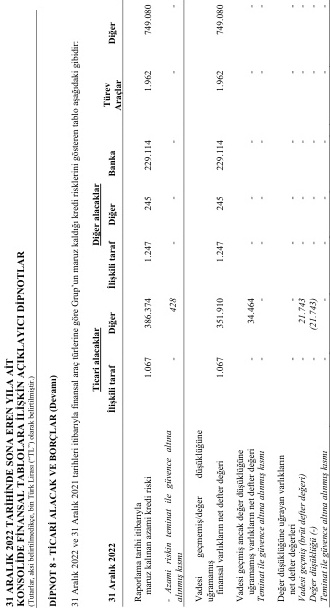 31 ARALIK 2022 TARİHİNDE SONA EREN YILA AİT
KONSOLİDE FİNANSAL TABLOLARA İLİŞKİN AÇIKLAYICI DİPNOTLAR
(Tutarlar, aksi belirtilmedikçe, bin Türk Lirası ("TL") olarak belirtilmiştir.)
DİPNOT 8 - TİCARİ ALACAK VE BORÇLAR (Devamı)
31 Aralık 2022 ve 31 Aralık 2021 tarihleri itibarıyla finansal araç türlerine göre Grup'un maruz kaldığı kredi risklerini gösteren tablo aşağıdaki gibidir:
Ticari alacaklar Diğer alacaklar
Türev
31 Aralık 2022 İlişkili taraf Diğer İlişkili taraf Diğer Banka Araçlar Diğer
Raporlama tarihi itibarıyla
maruz kalınan azami kredi riski 1.067 386.374 1.247 245 229.114 1.962 749.080
- Azami riskin teminat ile güvence altına
alınmış kısmı - 428 - - - - -
Vadesi geçmemiş/değer düşüklüğüne
uğramamış
finansal varlıkların net defter değeri 1.067 351.910 1.247 245 229.114 1.962 749.080
Vadesi geçmiş ancak değer düşüklüğüne
uğramamış varlıkların net defter değeri - 34.464 - - - - -
Teminat ile güvence altına alınmış kısmı - - - - - - -
Değer düşüklüğüne uğrayan varlıkların
net defter değerleri - - - - - - -
Vadesi geçmiş (brüt defter değeri) - 21.743 - - - - -
Değer düşüklüğü (-) - (21.743) - - - - -
Teminat ile güvence altına alınmış kısmı - - - - - - -